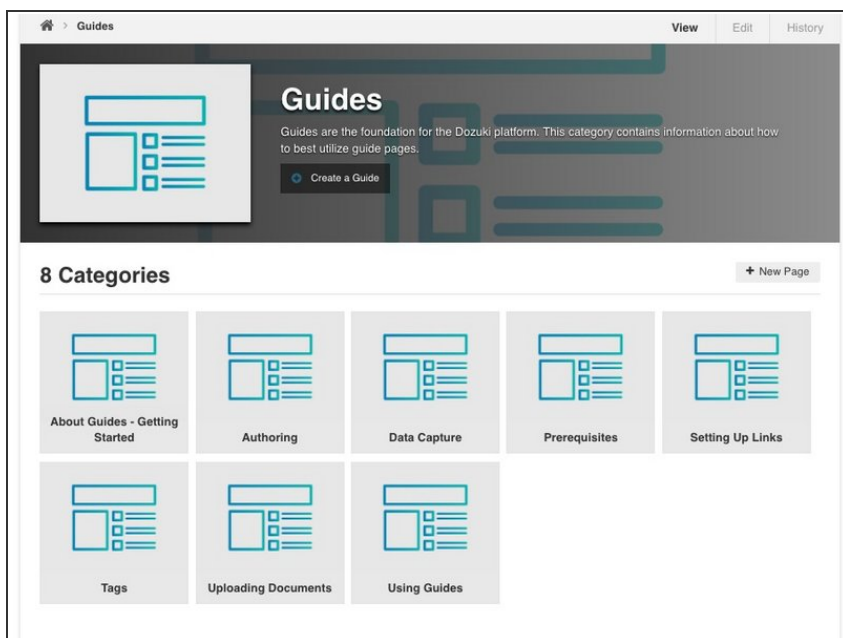 > Guides
View Edit History
Guides
Guides are the foundation for the Dozuki platform. This category contains information about how
to best utilize guide pages.
Create a Guide
8 Categories
+ New Page
About Guides - Getting
Started
Authoring
Data Capture
Prerequisites
Setting Up Links
Tags
Uploading Documents
Using Guides